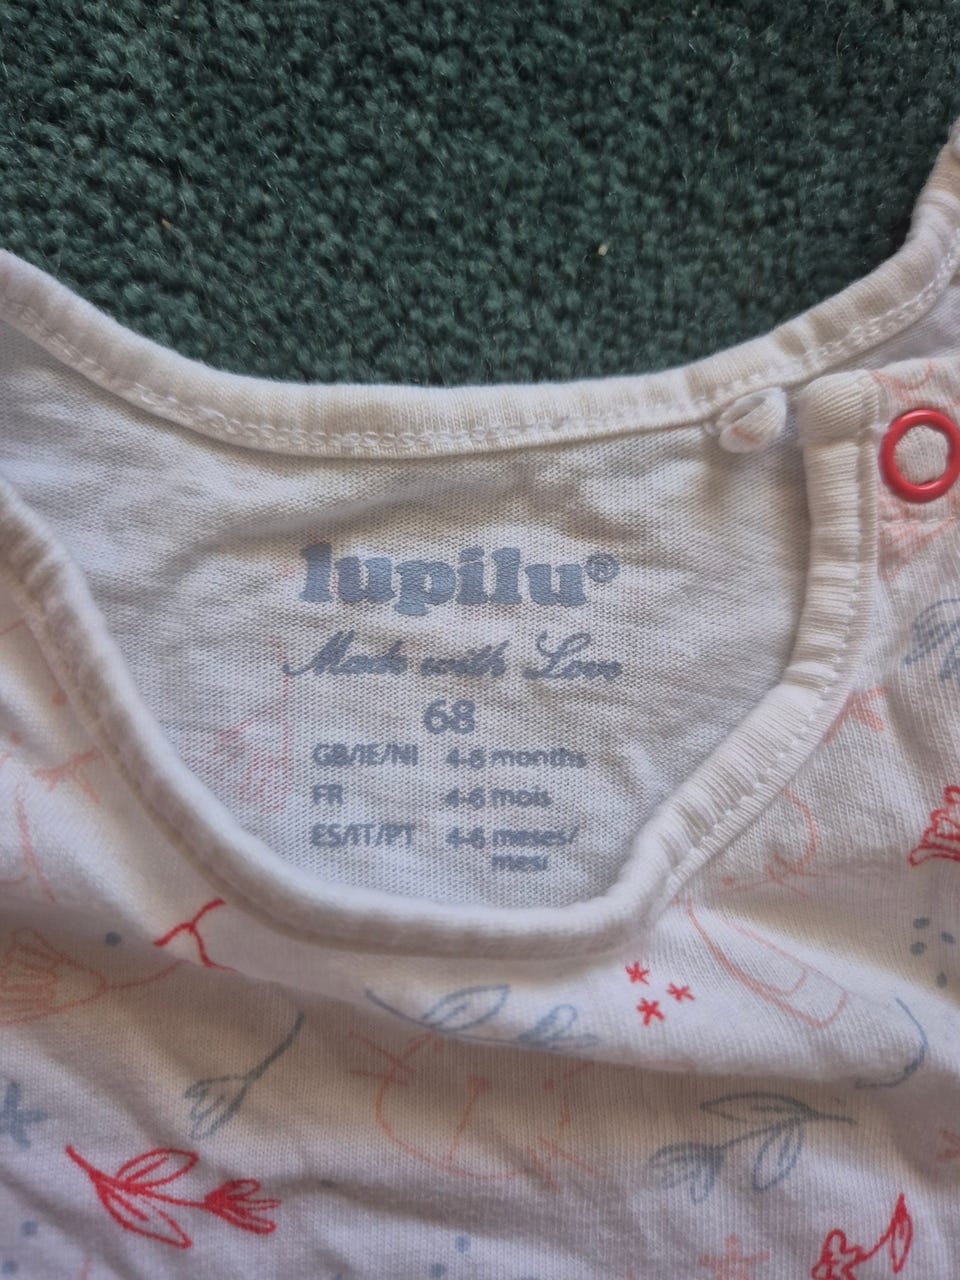 lupilu®
Made with Love
68
GB/IE/NI 4-6 months
FR 4-6 mois
ES/IT/PT 4-6 meses/
mesi